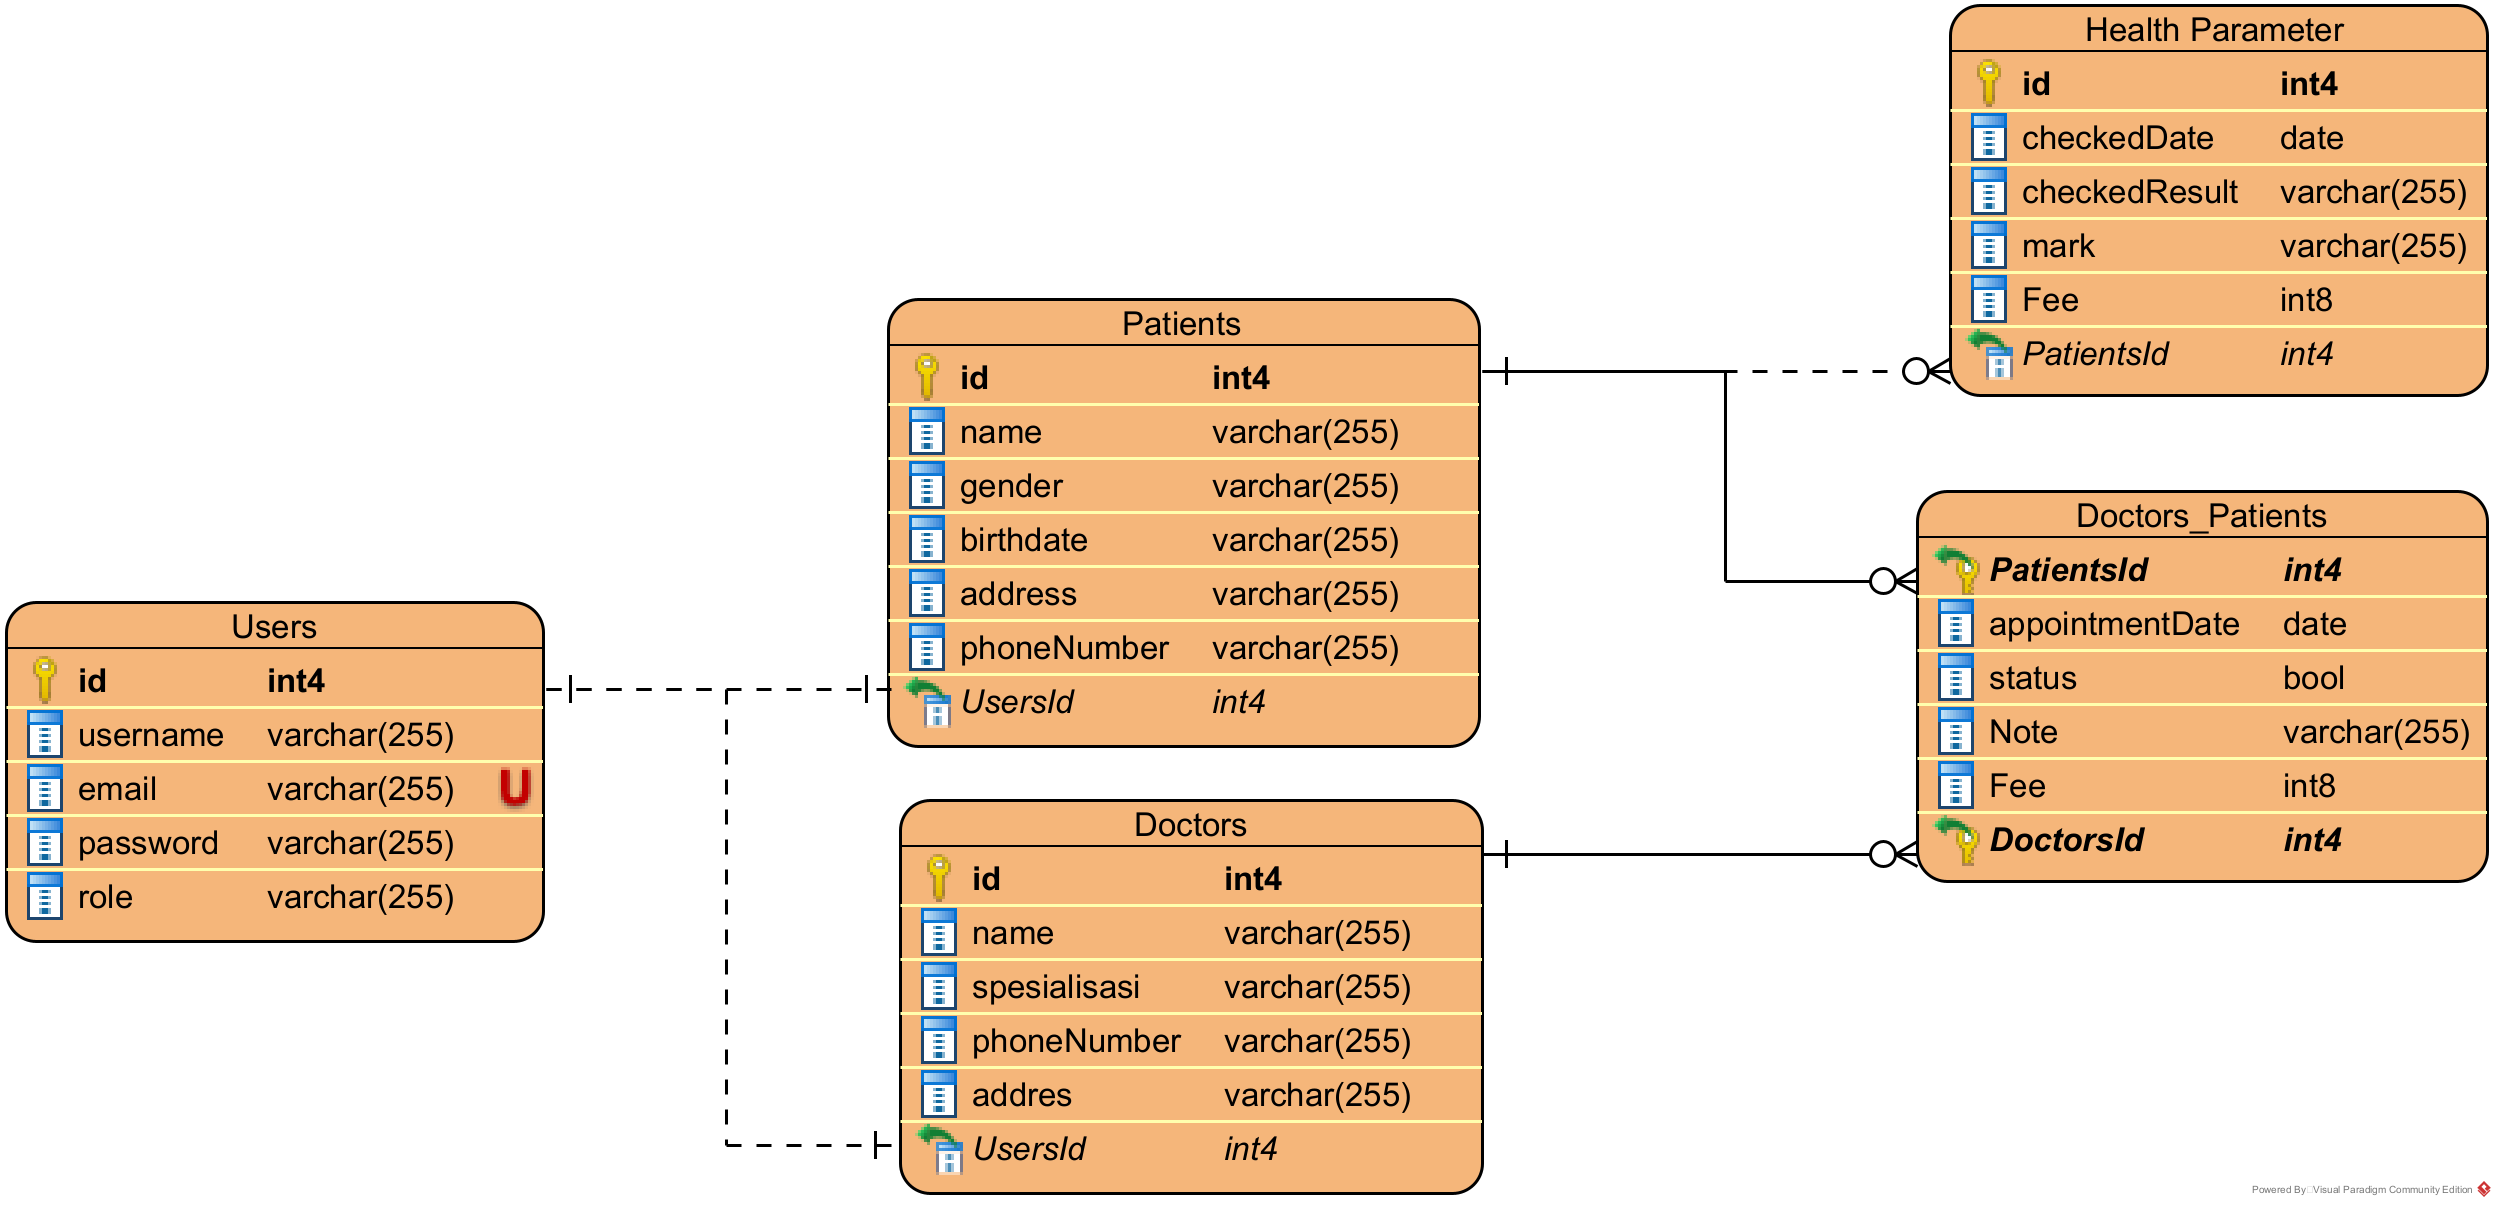 Health Parameter
id int4
checkedDate date
checkedResult varchar(255)
mark varchar(255)
Fee int8
PatientsId int4
Patients
id int4
name varchar(255)
gender varchar(255)
birthdate varchar(255)
address varchar(255)
phoneNumber varchar(255)
UsersId int4
Doctors_Patients
PatientsId int4
appointmentDate date
status bool
Note varchar(255)
Fee int8
DoctorsId int4
Users
id int4
username varchar(255)
email varchar(255) U
password varchar(255)
role varchar(255)
Doctors
id int4
name varchar(255)
spesialisasi varchar(255)
phoneNumber varchar(255)
addres varchar(255)
UsersId int4
Powered By Visual Paradigm Community Edition